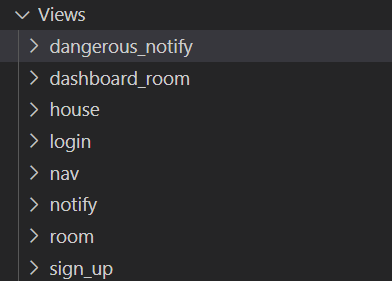 Views
dangerous_notify
dashboard_room
house
login
nav
notify
room
sign_up